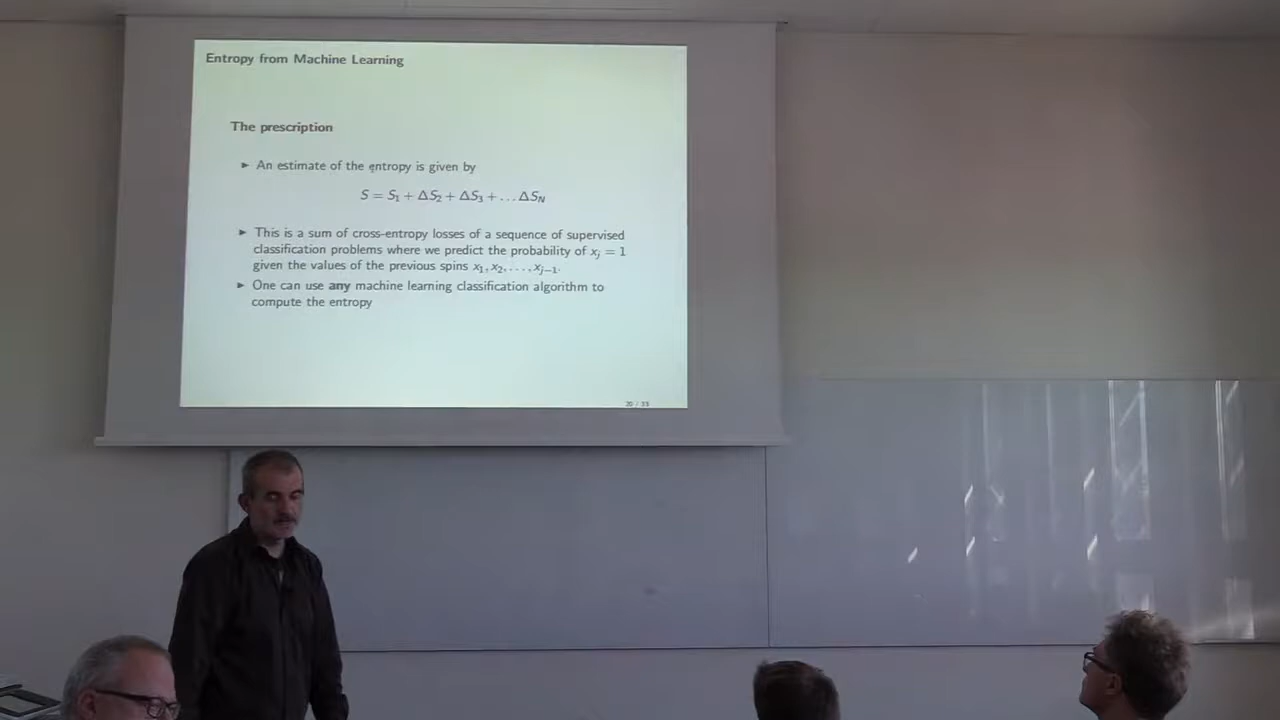 Entropy from Machine Learning
The prescription
► An estimate of the entropy is given by
S = S₁ + ΔS₂ + ΔS₃ + … ΔS_N
► This is a sum of cross-entropy losses of a sequence of supervised
classification problems where we predict the probability of x_j = 1
given the values of the previous spins x₁, x₂, …, x_{j−1}.
► One can use any machine learning classification algorithm to
compute the entropy